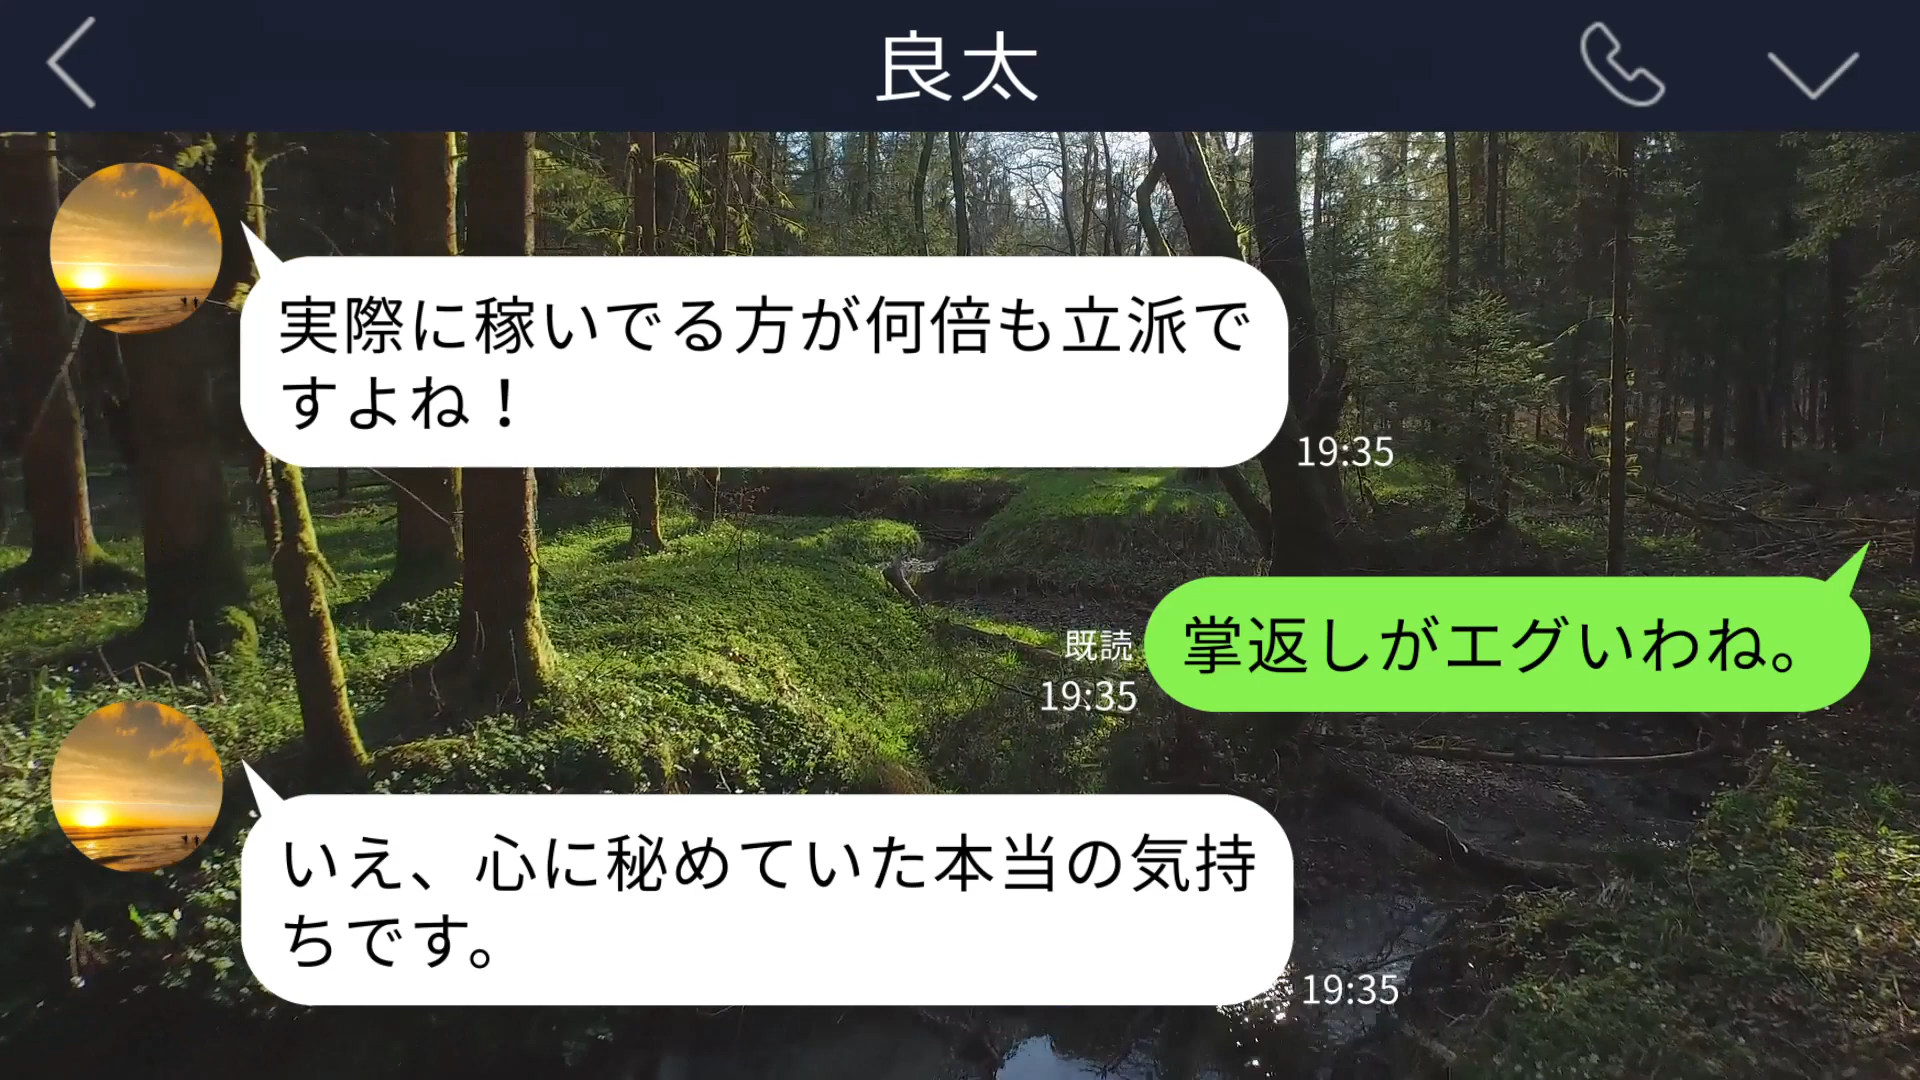 良太
実際に稼いでる方が何倍も立派で
すよね！
19:35
掌返しがエグいわね。
既読
19:35
いえ、心に秘めていた本当の気持
ちです。
19:35